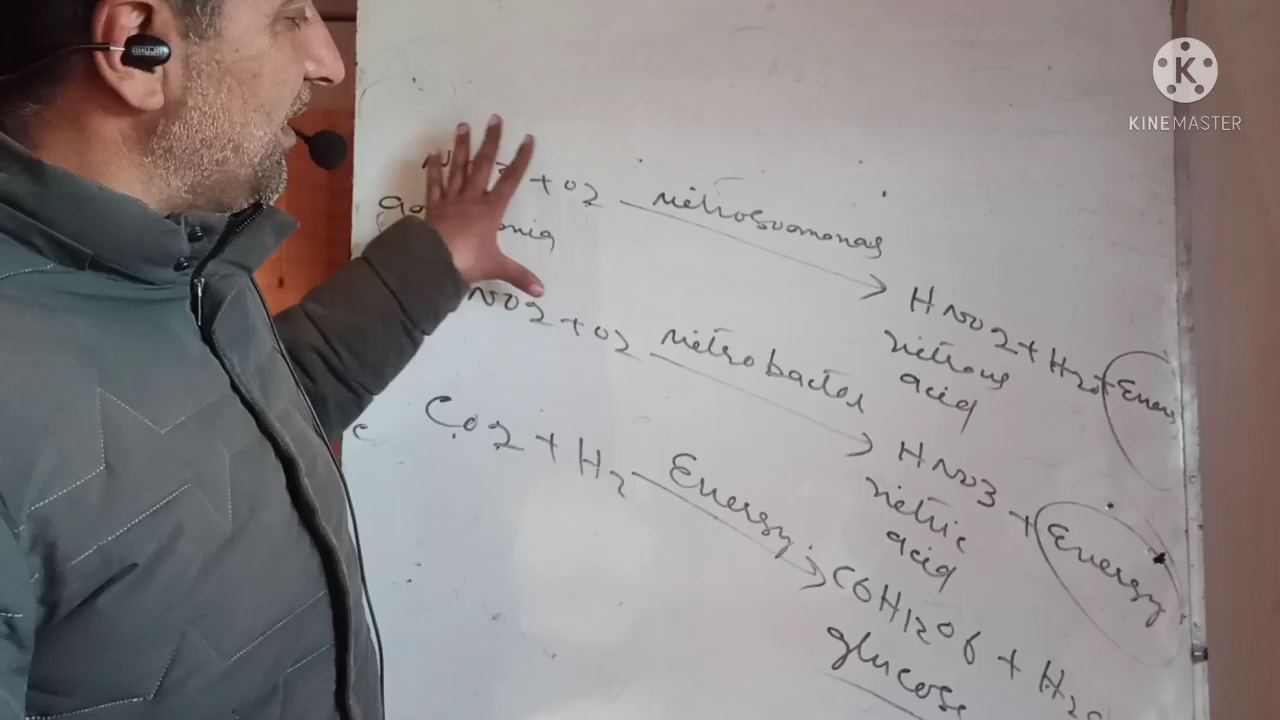 KINEMASTER
AHUJA
+ O2 nitrosomonas → HNO2 + H2O + Energy
nitrous
acid
NO2 + O2 nitrobacter → HNO3 + Energy
nitric
acid
CO2 + H2 Energy → C6H12O6 + H2O
glucose